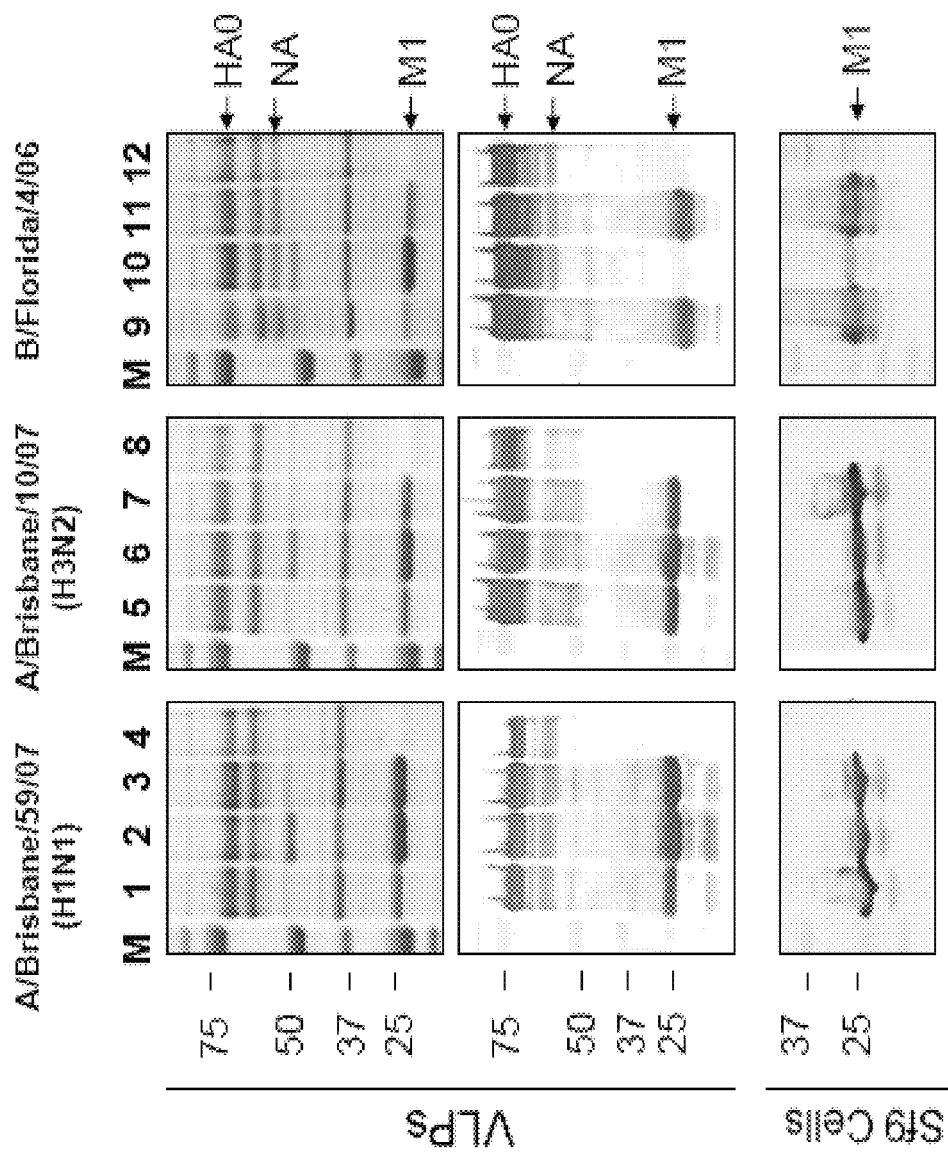 A/Brisbane/59/07
(H1N1)
A/Brisbane/10/07
(H3N2)
B/Florida/4/06
M 1 2 3 4
M 5 6 7 8
M 9 10 11 12
VLPs
75
50
37
25
HA0
NA
M1
75
50
37
25
HA0
NA
M1
Sf9 Cells
37
25
M1